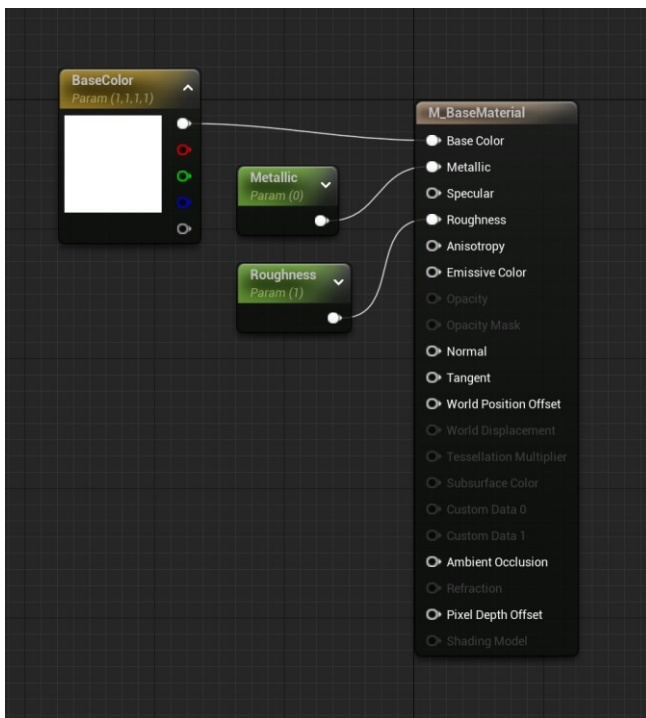 BaseColor
Param (1,1,1,1)
Metallic
Param (0)
Roughness
Param (1)
M_BaseMaterial
Base Color
Metallic
Specular
Roughness
Anisotropy
Emissive Color
Opacity
Opacity Mask
Normal
Tangent
World Position Offset
World Displacement
Tessellation Multiplier
Subsurface Color
Custom Data 0
Custom Data 1
Ambient Occlusion
Refraction
Pixel Depth Offset
Shading Model